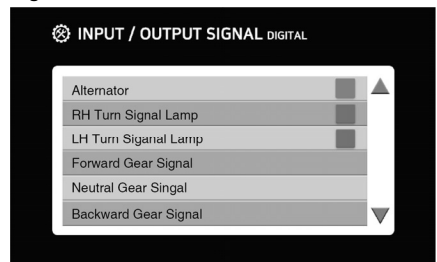 INPUT / OUTPUT SIGNAL DIGITAL
Alternator
RH Turn Signal Lamp
LH Turn Siganal Lamp
Forward Gear Signal
Neutral Gear Singal
Backward Gear Signal